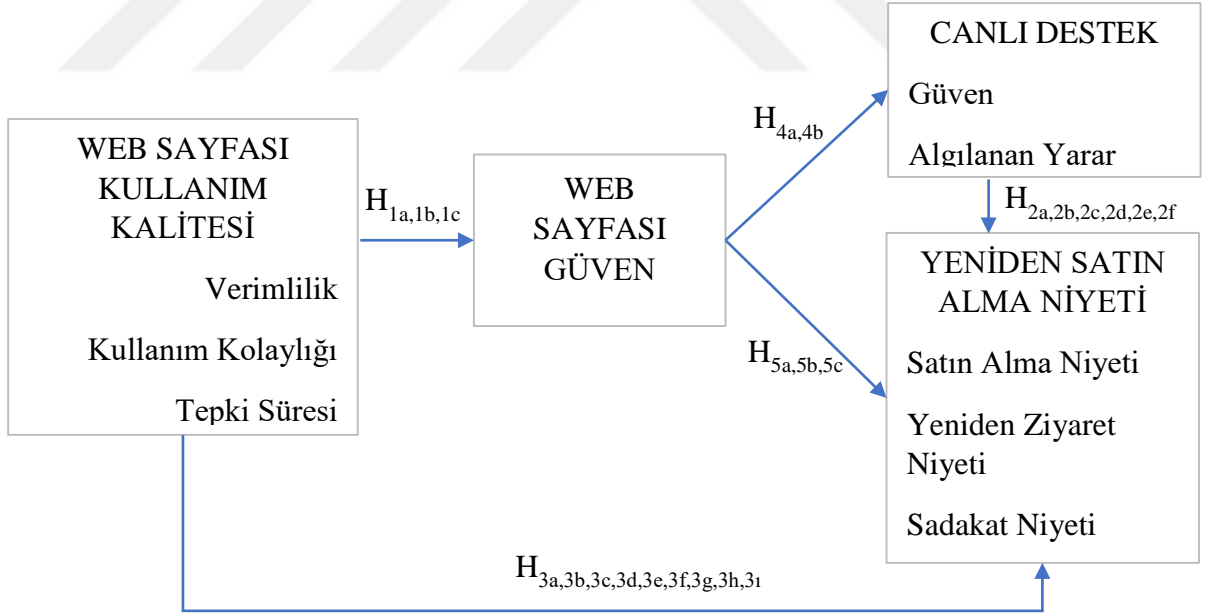 WEB SAYFASI
KULLANIM
KALİTESİ
Verimlilik
Kullanım Kolaylığı
Tepki Süresi
H1a,1b,1c
WEB
SAYFASI
GÜVEN
H4a,4b
CANLI DESTEK
Güven
Algılanan Yarar
H2a,2b,2c,2d,2e,2f
H5a,5b,5c
YENİDEN SATIN
ALMA NİYETİ
Satın Alma Niyeti
Yeniden Ziyaret
Niyeti
Sadakat Niyeti
H3a,3b,3c,3d,3e,3f,3g,3h,3ı